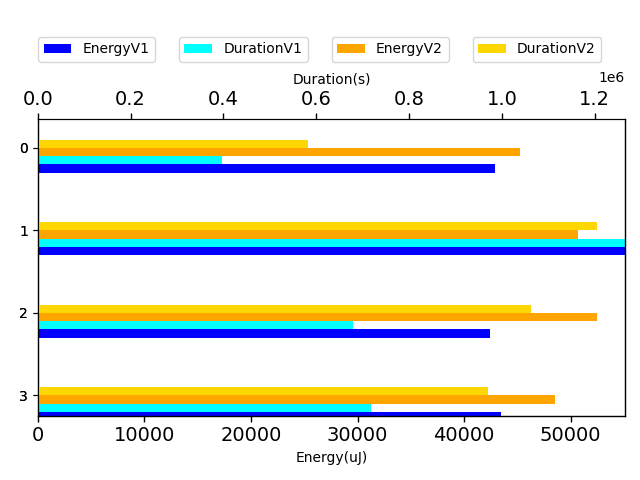 EnergyV1 DurationV1 EnergyV2 DurationV2
Duration(s)
1e6
0.0 0.2 0.4 0.6 0.8 1.0 1.2
0
1
2
3
0 10000 20000 30000 40000 50000
Energy(uJ)